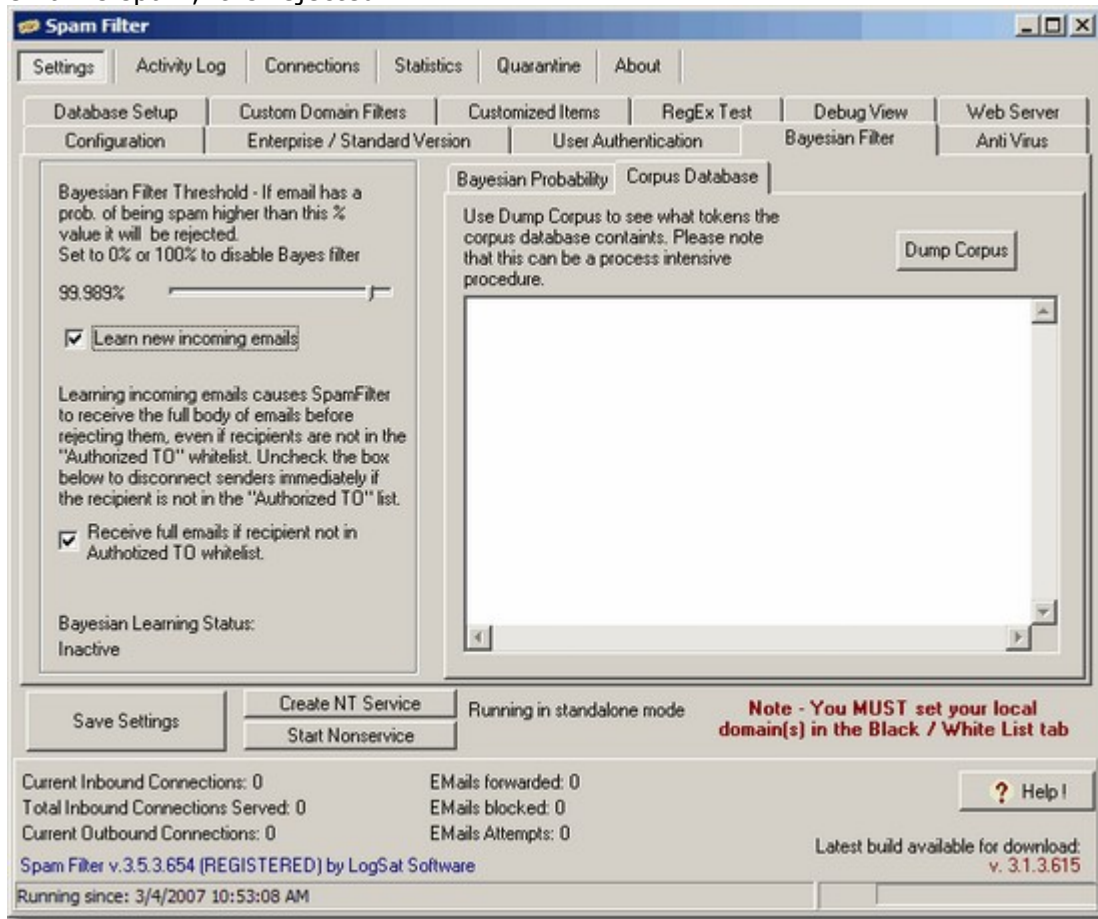 Spam Filter
Settings
Activity Log
Connections
Statistics
Quarantine
About
Database Setup
Custom Domain Filters
Customized Items
RegEx Test
Debug View
Web Server
Configuration
Enterprise / Standard Version
User Authentication
Bayesian Filter
Anti Virus
Bayesian Filter Threshold - If email has a
prob. of being spam higher than this %
value it will be rejected.
Set to 0% or 100% to disable Bayes filter
99.989%
Learn new incoming emails
Learning incoming emails causes SpamFilter
to receive the full body of emails before
rejecting them, even if recipients are not in the
"Authorized TO" whitelist. Uncheck the box
below to disconnect senders immediately if
the recipient is not in the "Authorized TO" list.
Receive full emails if recipient not in
Authotized TO whitelist.
Bayesian Learning Status:
Inactive
Bayesian Probability
Corpus Database
Use Dump Corpus to see what tokens the
corpus database containts. Please note
that this can be a process intensive
procedure.
Dump Corpus
Save Settings
Create NT Service
Start Nonservice
Running in standalone mode
Note - You MUST set your local
domain(s) in the Black / White List tab
Current Inbound Connections: 0
Total Inbound Connections Served: 0
Current Outbound Connections: 0
EMails forwarded: 0
EMails blocked: 0
EMails Attempts: 0
Help !
Latest build available for download:
v. 3.1.3.615
Spam Filter v.3.5.3.654 (REGISTERED) by LogSat Software
Running since: 3/4/2007 10:53:08 AM